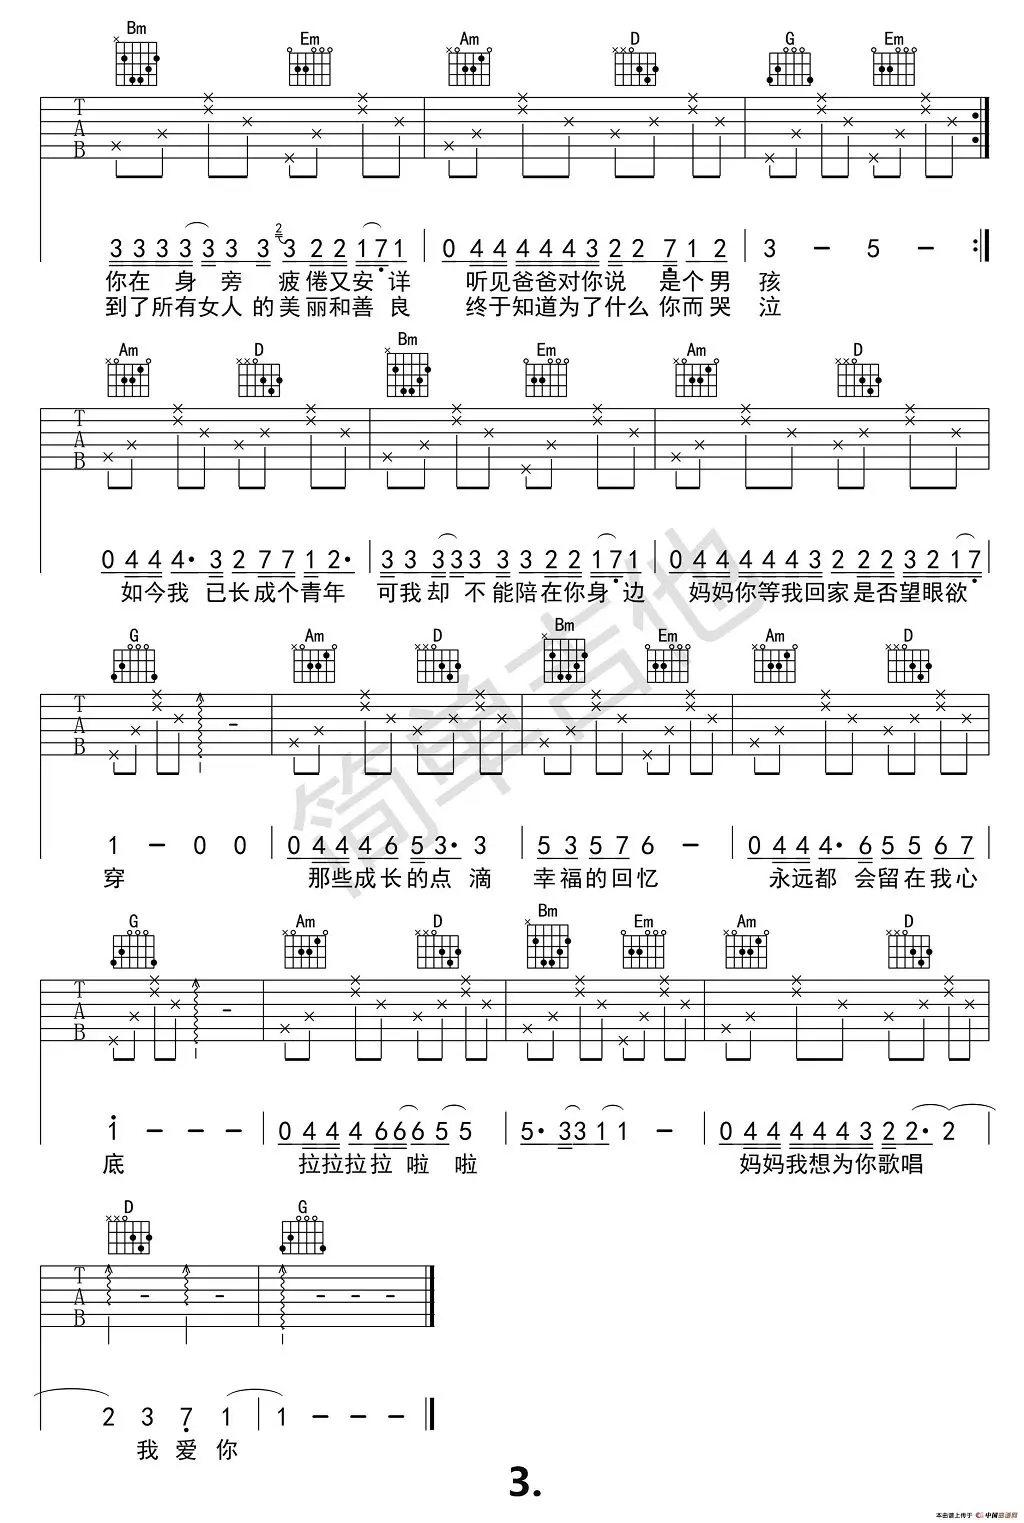 Bm Em Am D G Em
T A B
3 3 3 3 3 3 3 2 3 2 2 1 7 1 0 4 4 4 4 4 3 2 2 7 1 2 3 - 5 - :
你在 身 旁 疲倦又安 详 听见爸爸对你说 是个男 孩
到了所有女人 的美丽和善 良 终于知道为了什么 你而哭 泣
Am D Bm Em Am D
T A B
0 4 4 4· 3 2 7 7 1 2· 3 3 3 3 3 3 3 2 2 1 7 1 0 4 4 4 4 4 3 2 2 2 3 2 1 7
如今我 已长成个青年 可我 却 不能陪在你身 边 妈妈你等我回家是否望眼欲
G Am D Bm Em Am D
T A B
1 - 0 0 0 4 4 4 6 5 3· 3 5 3 5 7 6 - 0 4 4 4· 6 5 5 6 7
穿 那些成长的点 滴 幸福的回忆 永远都 会留在我心
G Am D Bm Em Am D
T A B
1 - - - 0 4 4 4 6 6 6 5 5 5· 3 3 1 1 - 0 4 4 4 4 4 3 2 2· 2
底 拉拉拉拉 啦 啦 妈妈我想为你歌唱
D G
T A B
2 3 7 1 1 - - -
我 爱 你
简单吉他
3.
本曲谱上传于 中国曲谱网